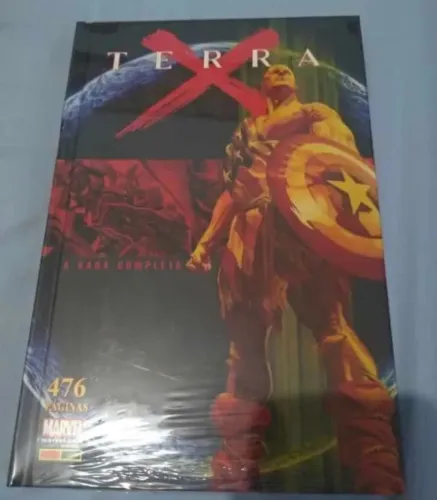 TERRA
X
A SAGA COMPLETA
476
PÁGINAS
MARVEL